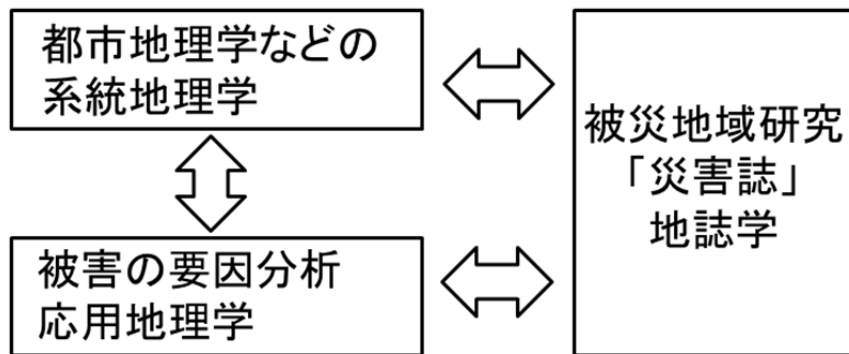 都市地理学などの
系統地理学
被害の要因分析
応用地理学
被災地域研究
「災害誌」
地誌学